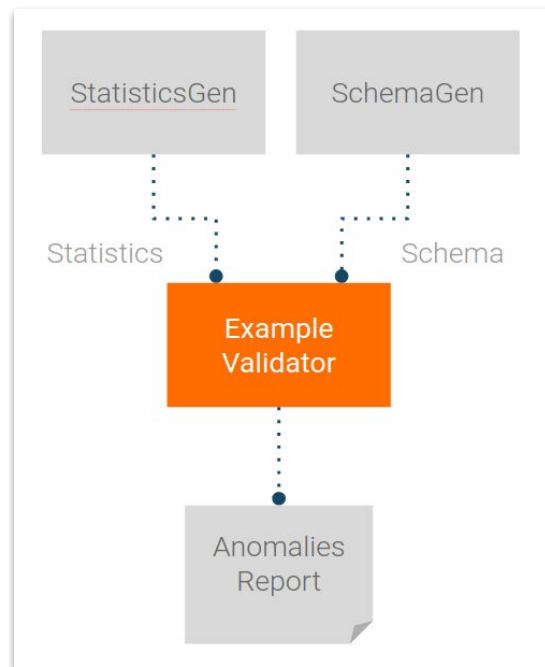 StatisticsGen
SchemaGen
Statistics
Schema
Example
Validator
Anomalies
Report